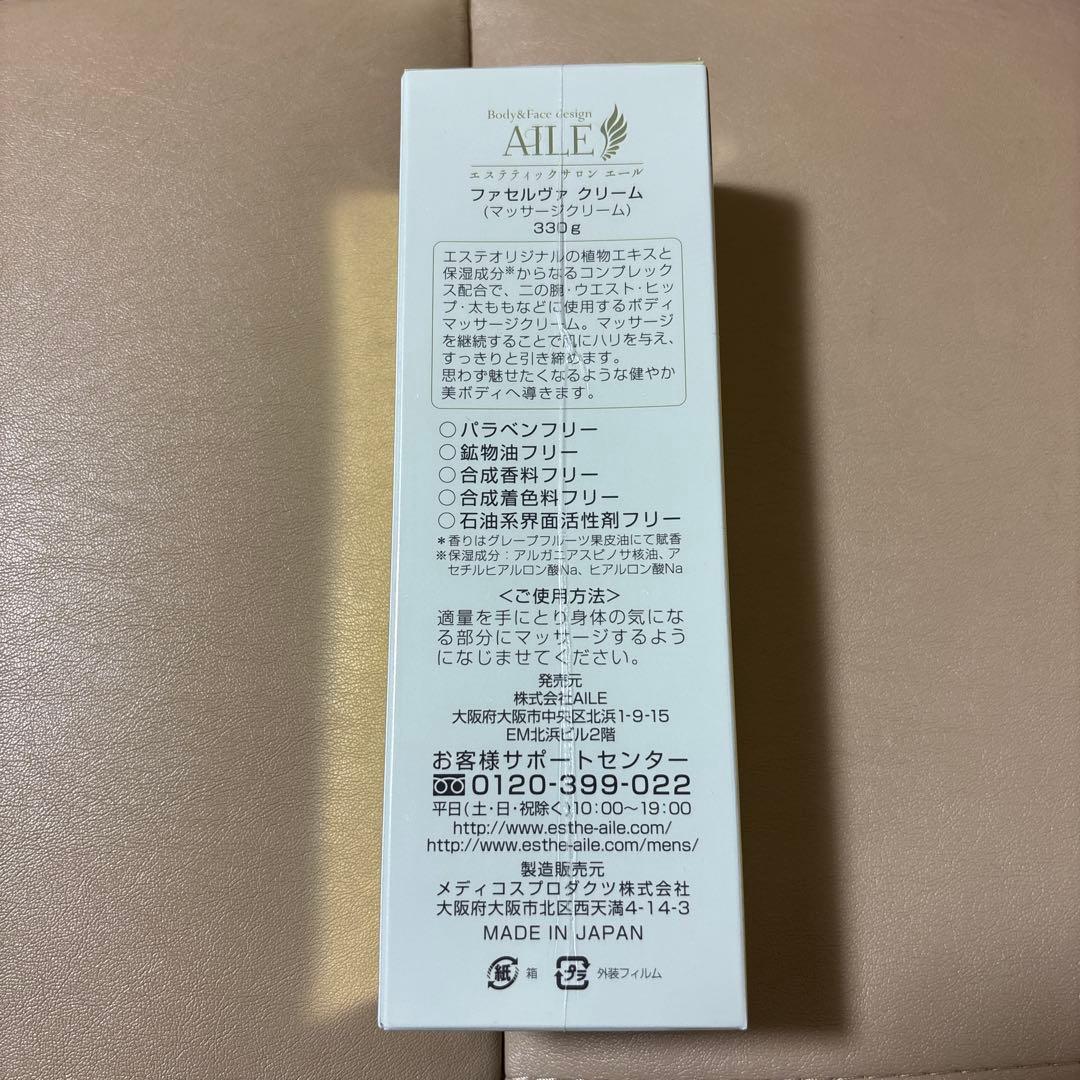 Body&Face design
AILE
エステティックサロン エール
ファセルヴァ クリーム
(マッサージクリーム)
330g
エステオリジナルの植物エキスと
保湿成分※からなるコンプレック
ス配合で、二の腕・ウエスト・ヒッ
プ・太ももなどに使用するボディ
マッサージクリーム。マッサージ
を継続することで肌にハリを与え、
すっきりと引き締めます。
思わず魅せたくなるような健やか
美ボディへ導きます。
○パラベンフリー
○鉱物油フリー
○合成香料フリー
○合成着色料フリー
○石油系界面活性剤フリー
＊香りはグレープフルーツ果皮油にて賦香
※保湿成分：アルガニアスピノサ核油、ア
セチルヒアルロン酸Na、ヒアルロン酸Na
＜ご使用方法＞
適量を手にとり身体の気にな
る部分にマッサージするよう
になじませてください。
発売元
株式会社AILE
大阪府大阪市中央区北浜1-9-15
EM北浜ビル2階
お客様サポートセンター
0120-399-022
平日(土・日・祝除く)10:00～19:00
http://www.esthe-aile.com/
http://www.esthe-aile.com/mens/
製造販売元
メディコスプロダクツ株式会社
大阪府大阪市北区西天満4-14-3
MADE IN JAPAN
紙 箱 プラ 外装フィルム